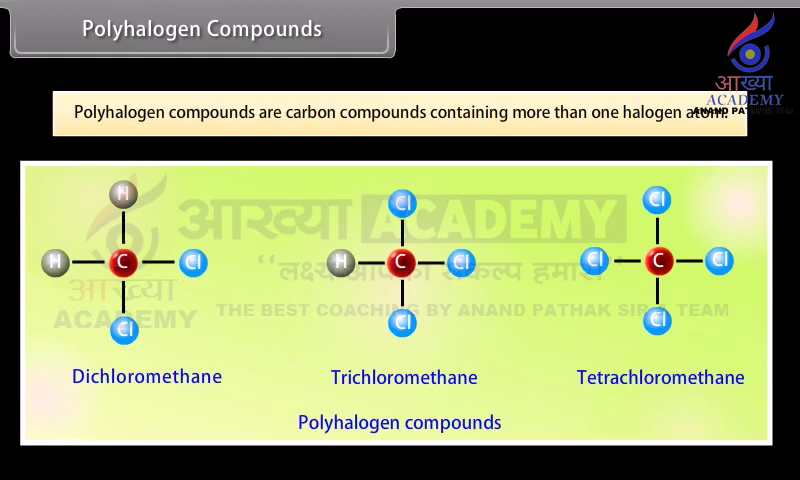 Polyhalogen Compounds
आख्या
ACADEMY
Polyhalogen compounds are carbon compounds containing more than one halogen atom.
H
Cl
Cl
आख्या ACADEMY
H C Cl
H C Cl
Cl C Cl
आख्या
ACADEMY
THE BEST COACHING BY ANAND PATHAK SIR & TEAM
Cl
Cl
Cl
Dichloromethane
Trichloromethane
Tetrachloromethane
Polyhalogen compounds